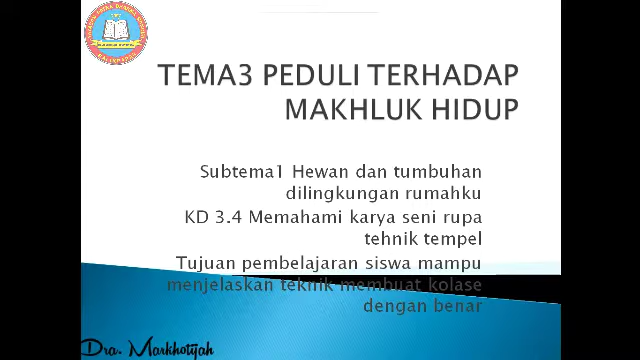 TEMA3 PEDULI TERHADAP
MAKHLUK HIDUP
Subtema1 Hewan dan tumbuhan
dilingkungan rumahku
KD 3.4 Memahami karya seni rupa
tehnik tempel
Tujuan pembelajaran siswa mampu
menjelaskan teknik membuat kolase
dengan benar
Dra. Markhotijah